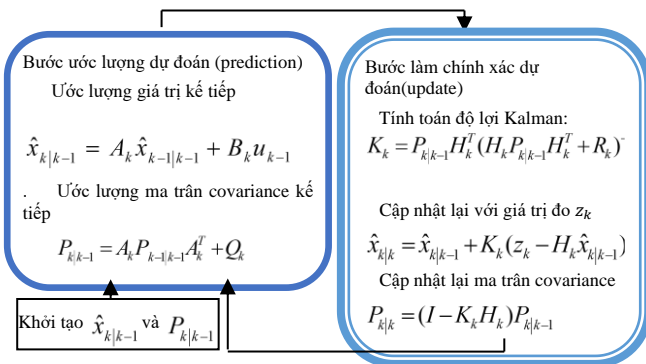 Bước ước lượng dự đoán (prediction)
Ước lượng giá trị kế tiếp
x̂_{k|k-1} = A_k x̂_{k-1|k-1} + B_k u_{k-1}
. Ước lượng ma trân covariance kế
tiếp
P_{k|k-1} = A_k P_{k-1|k-1} A_k^T + Q_k
Khởi tạo x̂_{k|k-1} và P_{k|k-1}
Bước làm chính xác dự
đoán(update)
Tính toán độ lợi Kalman:
K_k = P_{k|k-1} H_k^T (H_k P_{k|k-1} H_k^T + R_k)^-
Cập nhật lại với giá trị đo z_k
x̂_{k|k} = x̂_{k|k-1} + K_k (z_k − H_k x̂_{k|k-1})
Cập nhật lại ma trân covariance
P_{k|k} = (I − K_k H_k) P_{k|k-1}